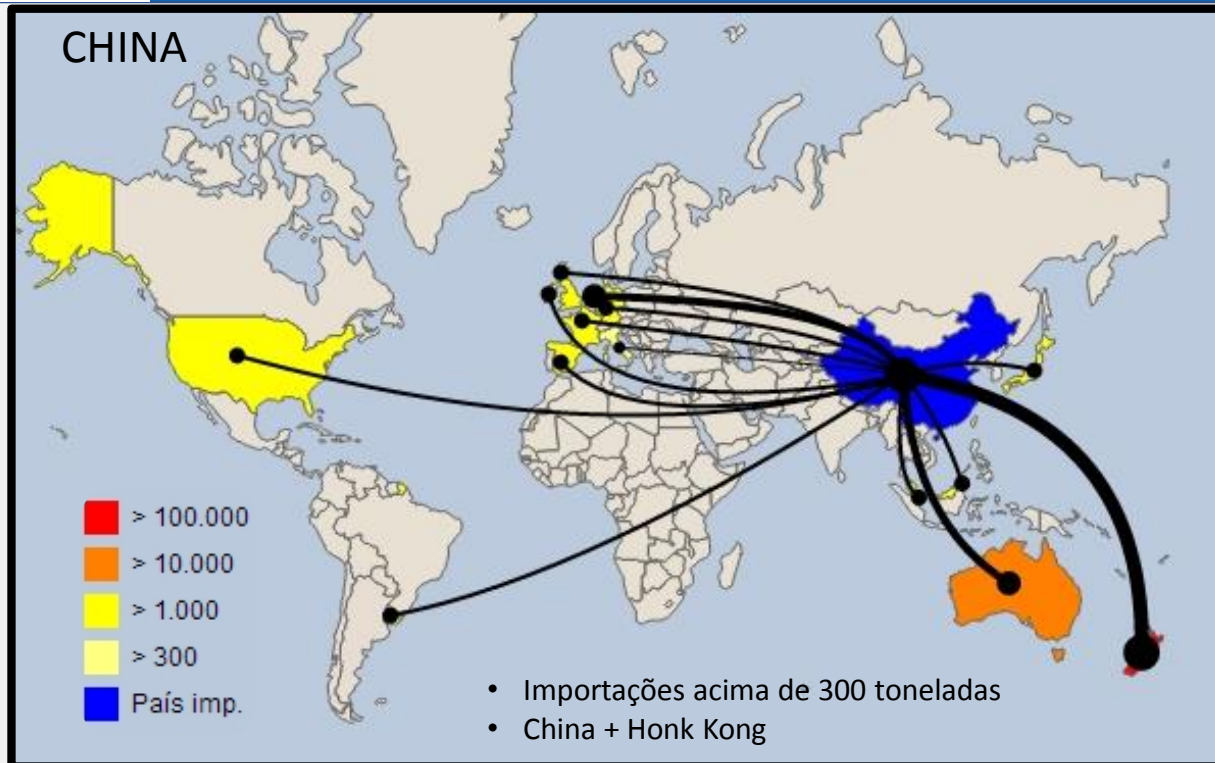 CHINA
> 100.000
> 10.000
> 1.000
> 300
País imp.
• Importações acima de 300 toneladas
• China + Honk Kong